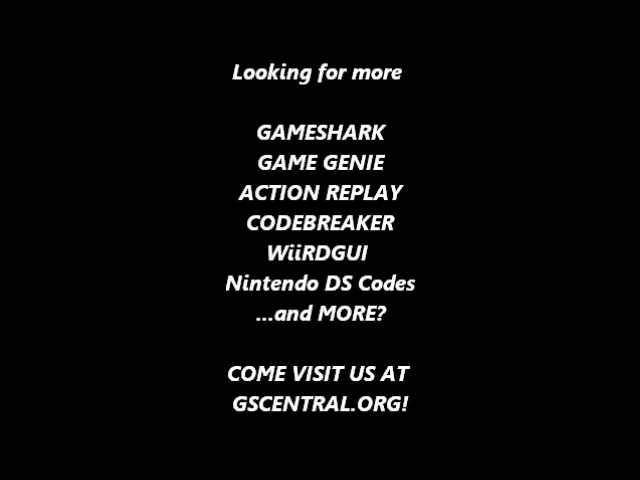 Looking for more
GAMESHARK
GAME GENIE
ACTION REPLAY
CODEBREAKER
WiiRDGUI
Nintendo DS Codes
...and MORE?
COME VISIT US AT
GSCENTRAL.ORG!